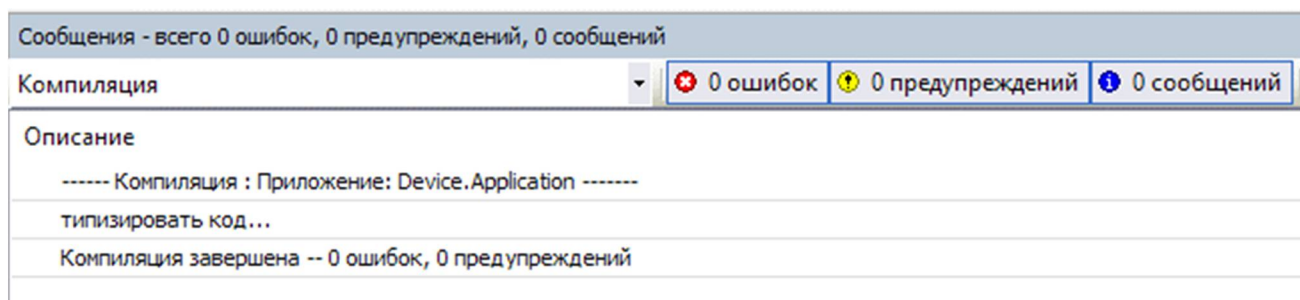 Сообщения - всего 0 ошибок, 0 предупреждений, 0 сообщений
Компиляция 0 ошибок 0 предупреждений 0 сообщений
Описание
------ Компиляция : Приложение: Device.Application -------
типизировать код...
Компиляция завершена -- 0 ошибок, 0 предупреждений